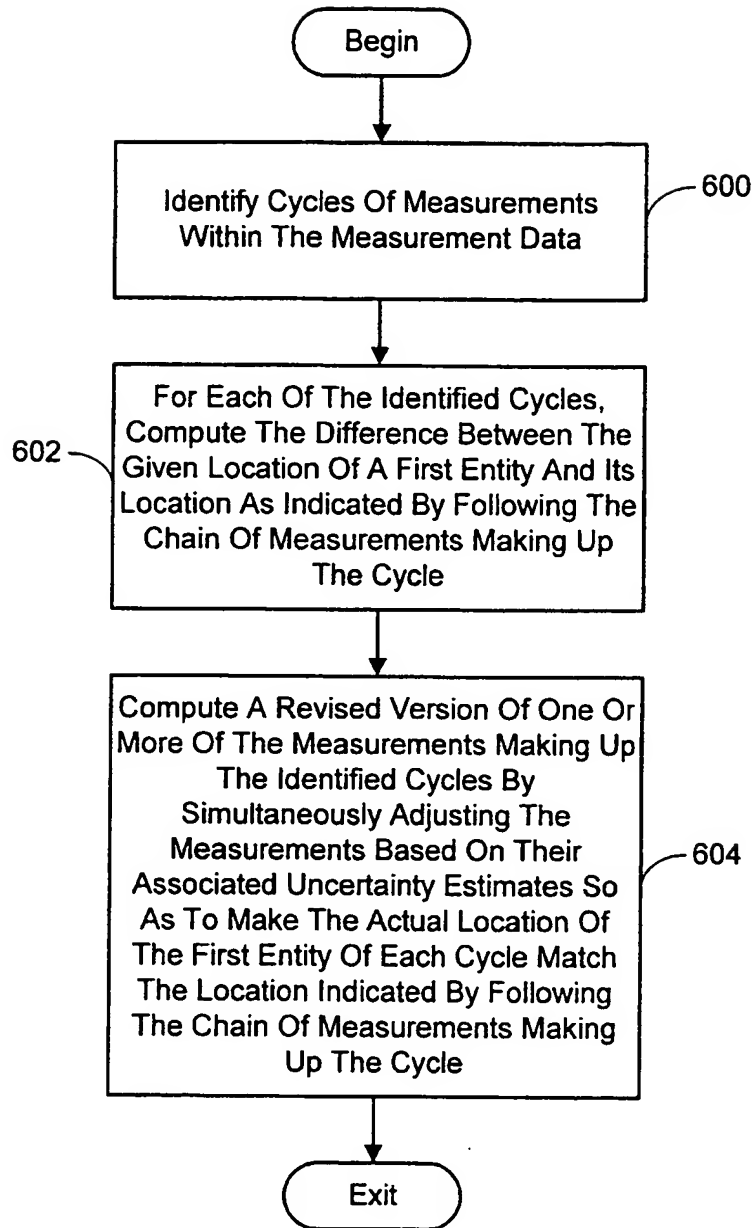 Begin
Identify Cycles Of Measurements
Within The Measurement Data
600
For Each Of The Identified Cycles,
Compute The Difference Between The
Given Location Of A First Entity And Its
Location As Indicated By Following The
Chain Of Measurements Making Up
The Cycle
602
Compute A Revised Version Of One Or
More Of The Measurements Making Up
The Identified Cycles By
Simultaneously Adjusting The
Measurements Based On Their
Associated Uncertainty Estimates So
As To Make The Actual Location Of
The First Entity Of Each Cycle Match
The Location Indicated By Following
The Chain Of Measurements Making
Up The Cycle
604
Exit